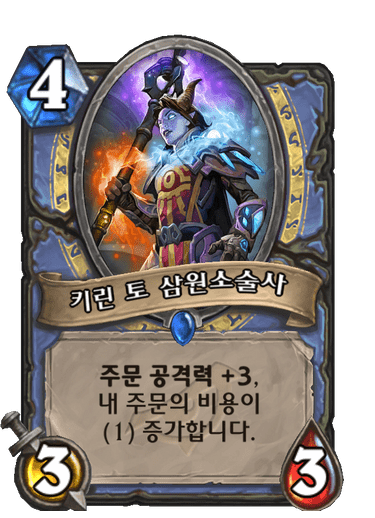 4
키린 토 삼원소술사
주문 공격력 +3,
내 주문의 비용이
(1) 증가합니다.
3
3